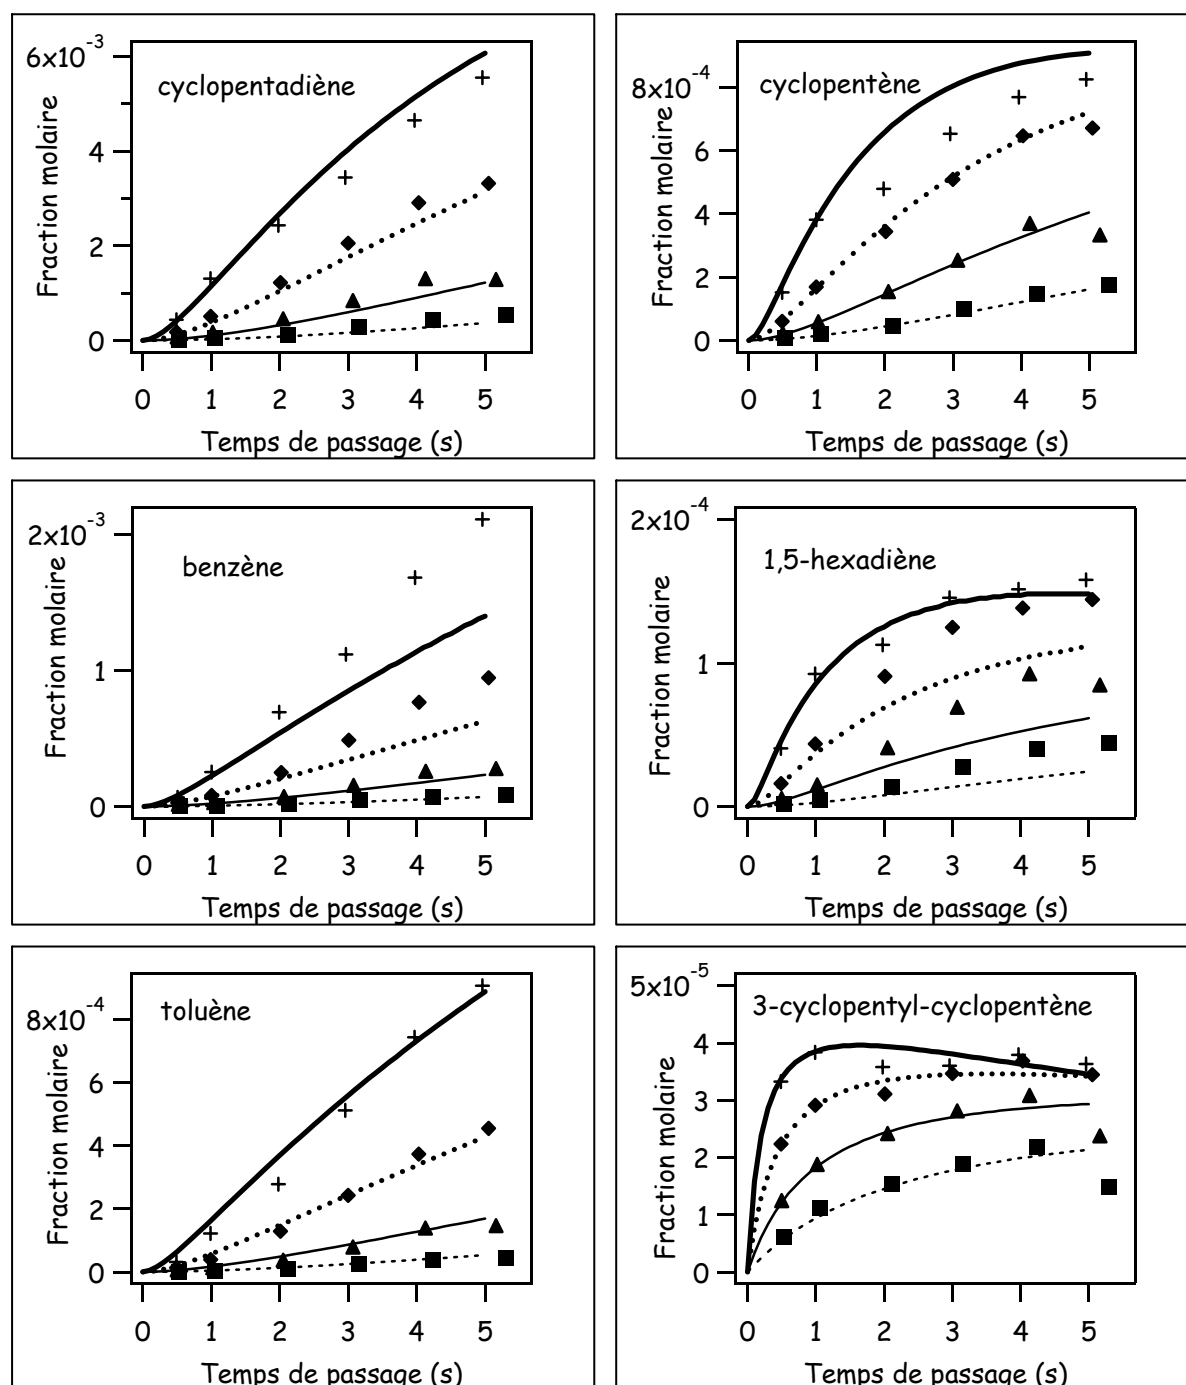 6x10^-3
cyclopentadiène
4
2
0
Fraction molaire
0 1 2 3 4 5
Temps de passage (s)
8x10^-4
cyclopentène
6
4
2
0
Fraction molaire
0 1 2 3 4 5
Temps de passage (s)
2x10^-3
benzène
1
0
Fraction molaire
0 1 2 3 4 5
Temps de passage (s)
2x10^-4
1,5-hexadiène
1
0
Fraction molaire
0 1 2 3 4 5
Temps de passage (s)
toluène
8x10^-4
6
4
2
0
Fraction molaire
0 1 2 3 4 5
Temps de passage (s)
5x10^-5
3-cyclopentyl-cyclopentène
4
3
2
1
0
Fraction molaire
0 1 2 3 4 5
Temps de passage (s)